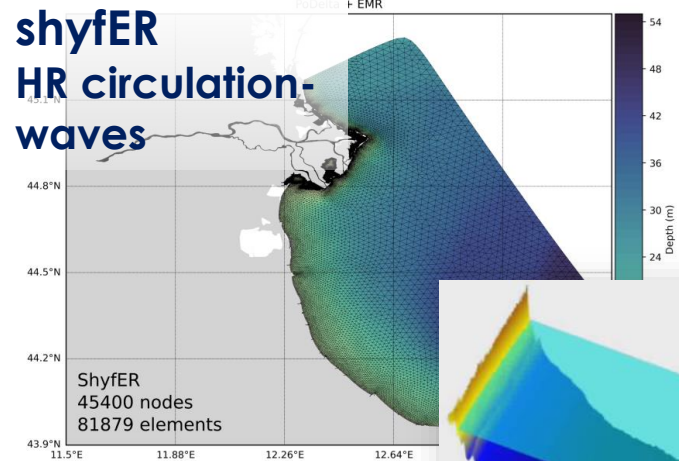 shyfER
HR circulation-
waves
+ EMR
45.1°N
44.8°N
44.5°N
44.2°N
43.9°N
11.5°E
11.88°E
12.26°E
12.64°E
ShyfER
45400 nodes
81879 elements
54
48
42
36
30
24
Depth (m)